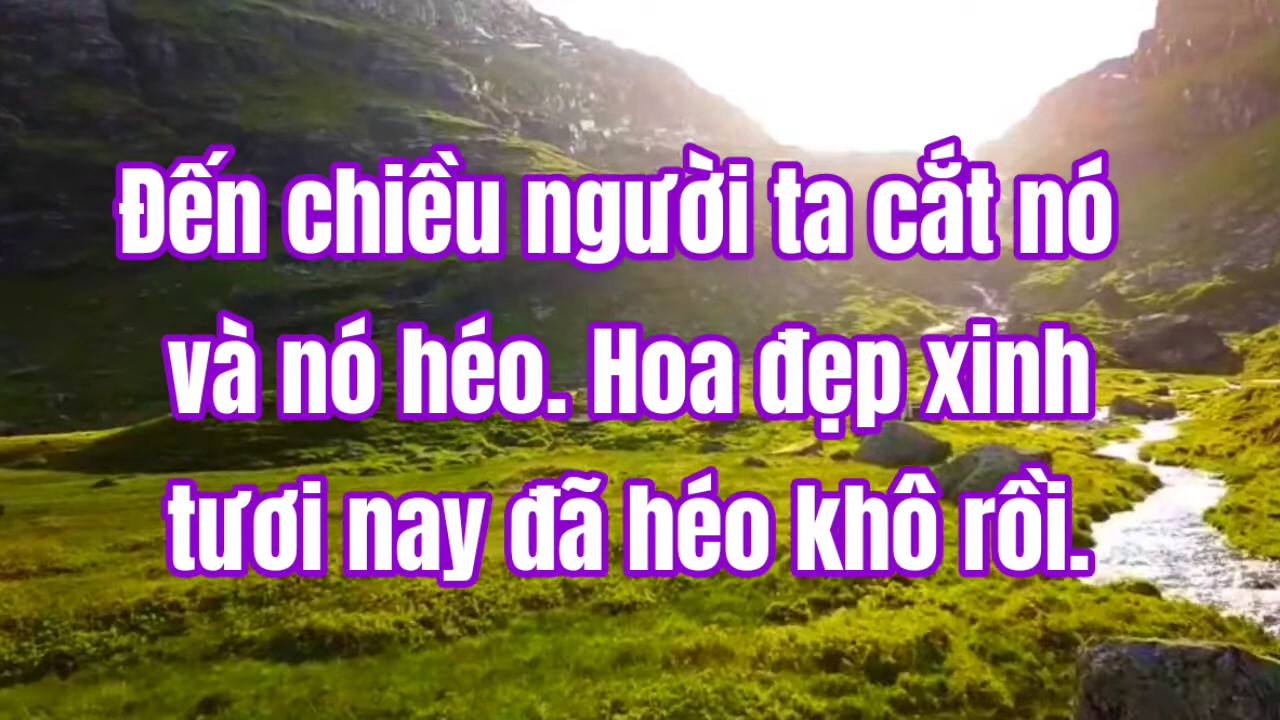 Đến chiều người ta cắt nó
và nó héo. Hoa đẹp xinh
tươi nay đã héo khô rồi.